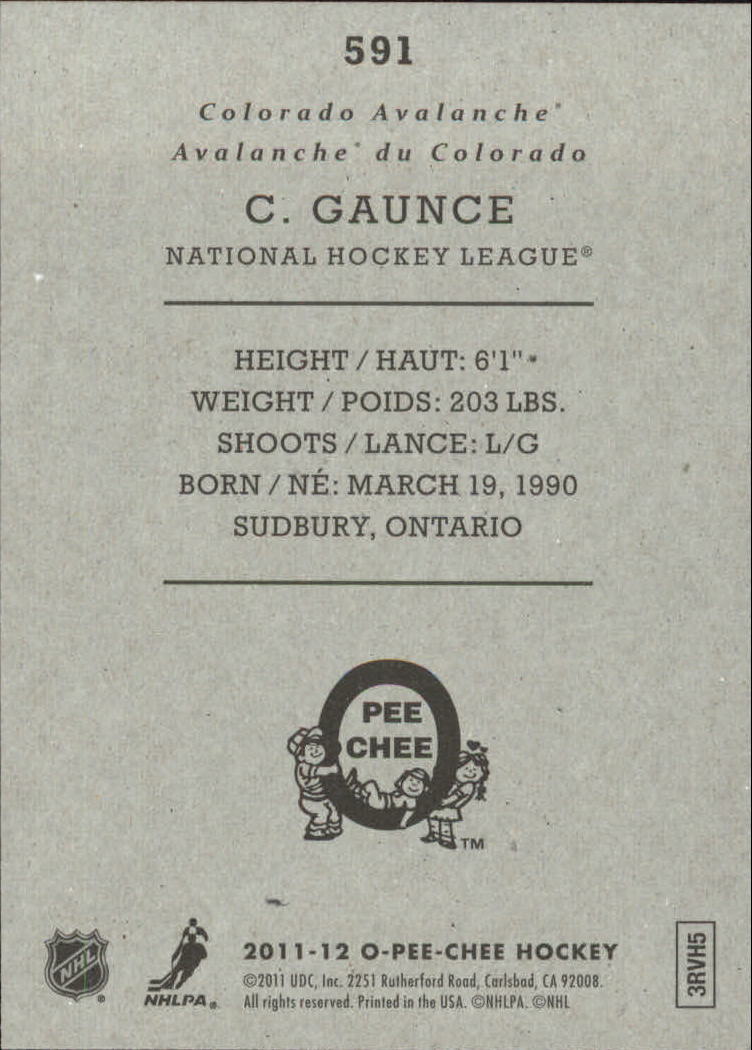 591
Colorado Avalanche®
Avalanche® du Colorado
C. GAUNCE
NATIONAL HOCKEY LEAGUE®
HEIGHT / HAUT: 6'1"
WEIGHT / POIDS: 203 LBS.
SHOOTS / LANCE: L/G
BORN / NÉ: MARCH 19, 1990
SUDBURY, ONTARIO
O
PEE
CHEE
TM
NHL
®
NHLPA®
2011-12 O-PEE-CHEE HOCKEY
©2011 UDC, Inc. 2251 Rutherford Road, Carlsbad, CA 92008.
All rights reserved. Printed in the USA. ©NHLPA. ©NHL
3RVH5